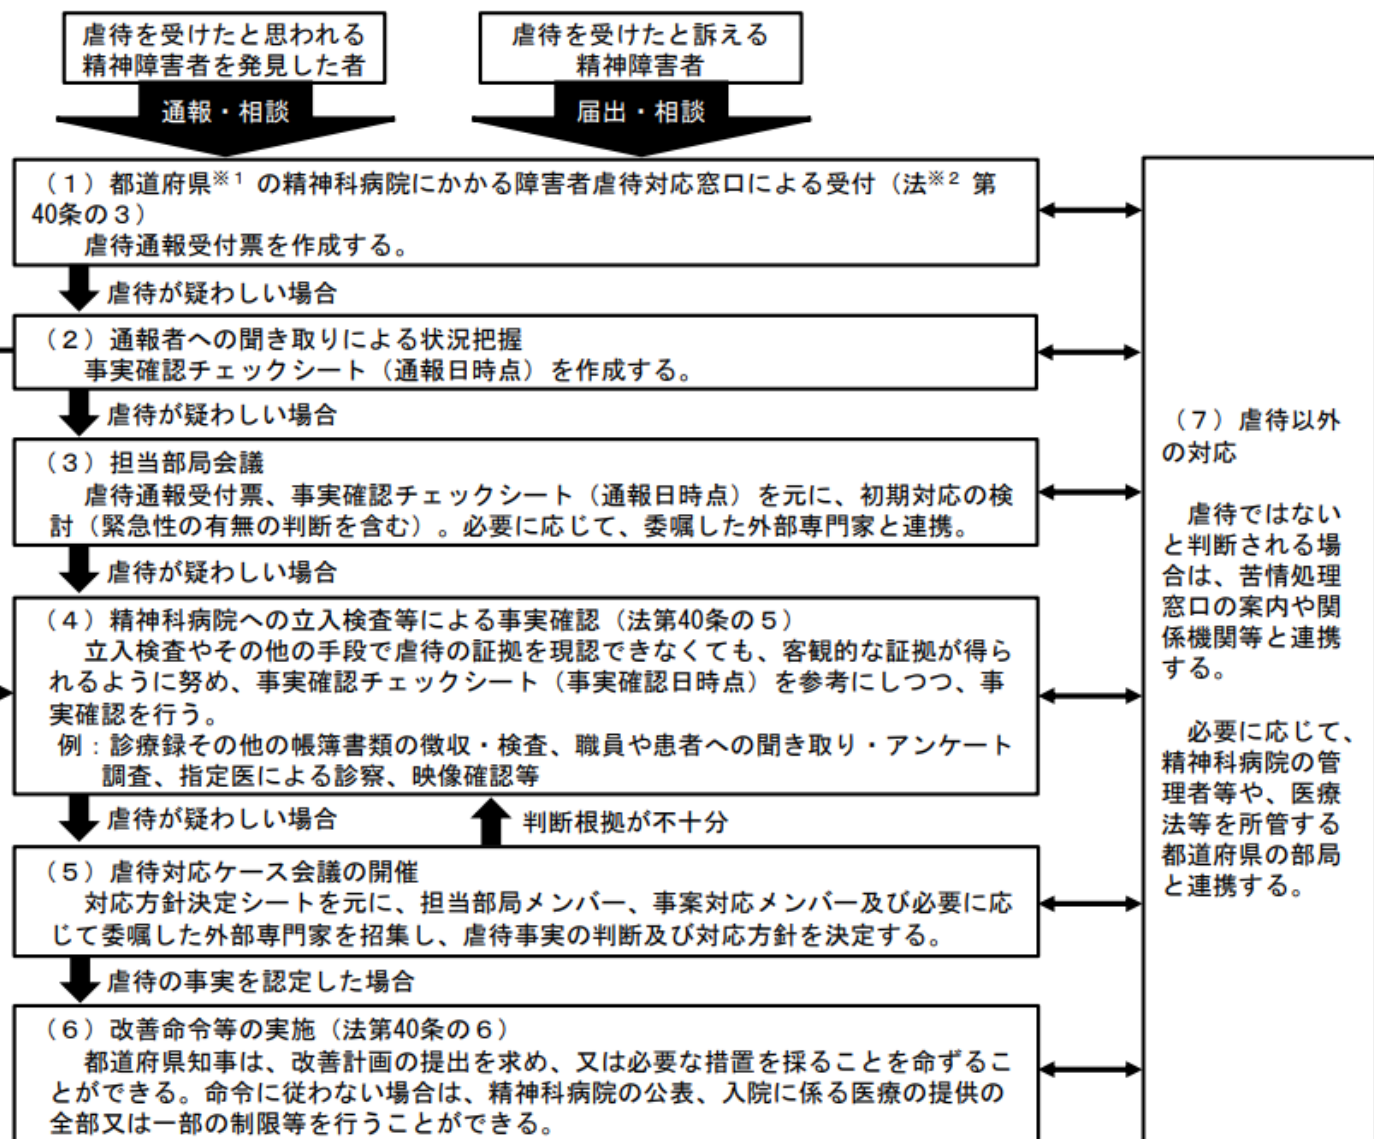 虐待を受けたと思われる
精神障害者を発見した者
虐待を受けたと訴える
精神障害者
通報・相談
届出・相談
（１）都道府県※１ の精神科病院にかかる障害者虐待対応窓口による受付（法※２ 第
40条の３）
虐待通報受付票を作成する。
虐待が疑わしい場合
（２）通報者への聞き取りによる状況把握
事実確認チェックシート（通報日時点）を作成する。
虐待が疑わしい場合
（３）担当部局会議
虐待通報受付票、事実確認チェックシート（通報日時点）を元に、初期対応の検
討（緊急性の有無の判断を含む）。必要に応じて、委嘱した外部専門家と連携。
虐待が疑わしい場合
（４）精神科病院への立入検査等による事実確認（法第40条の５）
立入検査やその他の手段で虐待の証拠を現認できなくても、客観的な証拠が得ら
れるように努め、事実確認チェックシート（事実確認日時点）を参考にしつつ、事
実確認を行う。
例：診療録その他の帳簿書類の徴収・検査、職員や患者への聞き取り・アンケート
調査、指定医による診察、映像確認等
虐待が疑わしい場合
判断根拠が不十分
（５）虐待対応ケース会議の開催
対応方針決定シートを元に、担当部局メンバー、事案対応メンバー及び必要に応
じて委嘱した外部専門家を招集し、虐待事実の判断及び対応方針を決定する。
虐待の事実を認定した場合
（６）改善命令等の実施（法第40条の６）
都道府県知事は、改善計画の提出を求め、又は必要な措置を採ることを命ずるこ
とができる。命令に従わない場合は、精神科病院の公表、入院に係る医療の提供の
全部又は一部の制限等を行うことができる。
（７）虐待以外
の対応
虐待ではない
と判断される場
合は、苦情処理
窓口の案内や関
係機関等と連携
する。
必要に応じて、
精神科病院の管
理者等や、医療
法等を所管する
都道府県の部局
と連携する。